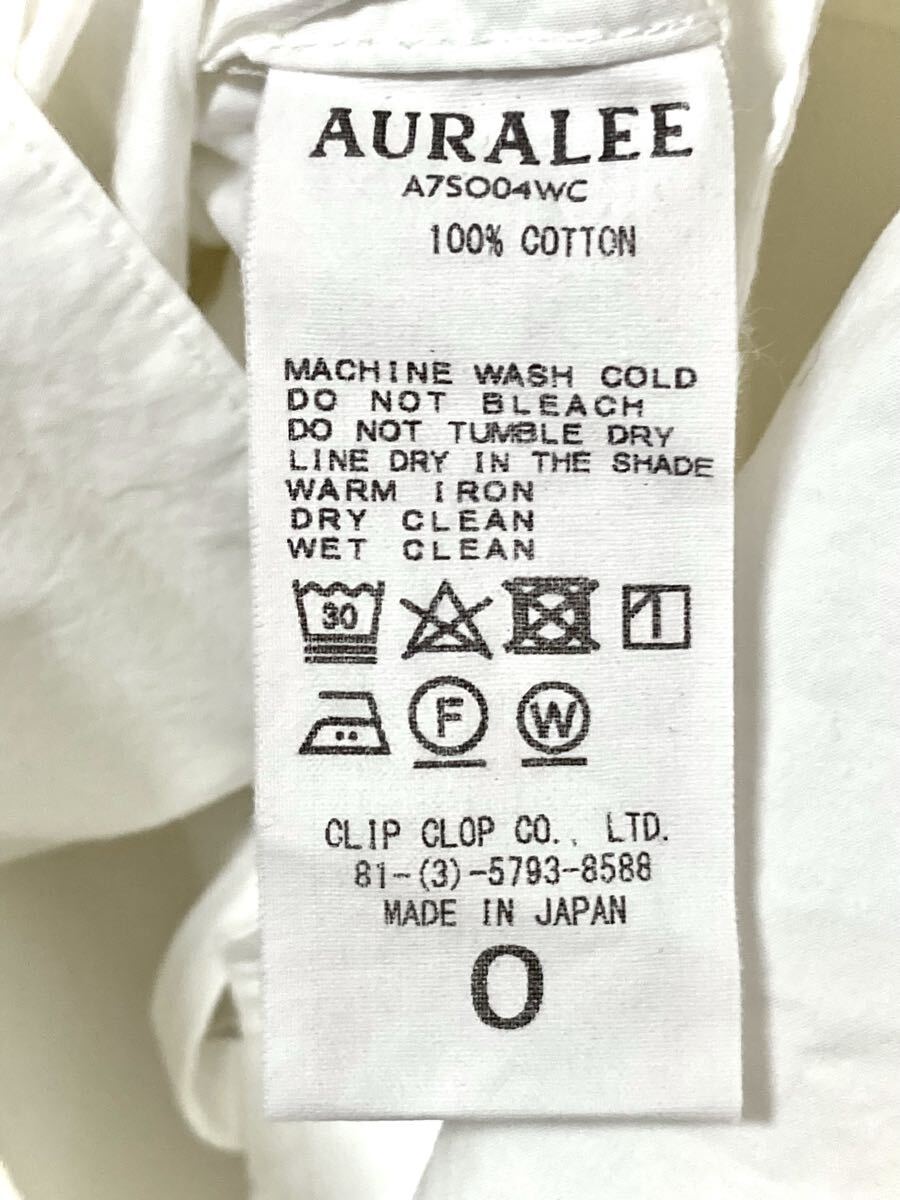 AURALEE
A7SO04WC
100% COTTON
MACHINE WASH COLD
DO NOT BLEACH
DO NOT TUMBLE DRY
LINE DRY IN THE SHADE
WARM IRON
DRY CLEAN
WET CLEAN
30
F W
CLIP CLOP CO., LTD.
81-(3)-5793-8588
MADE IN JAPAN
0